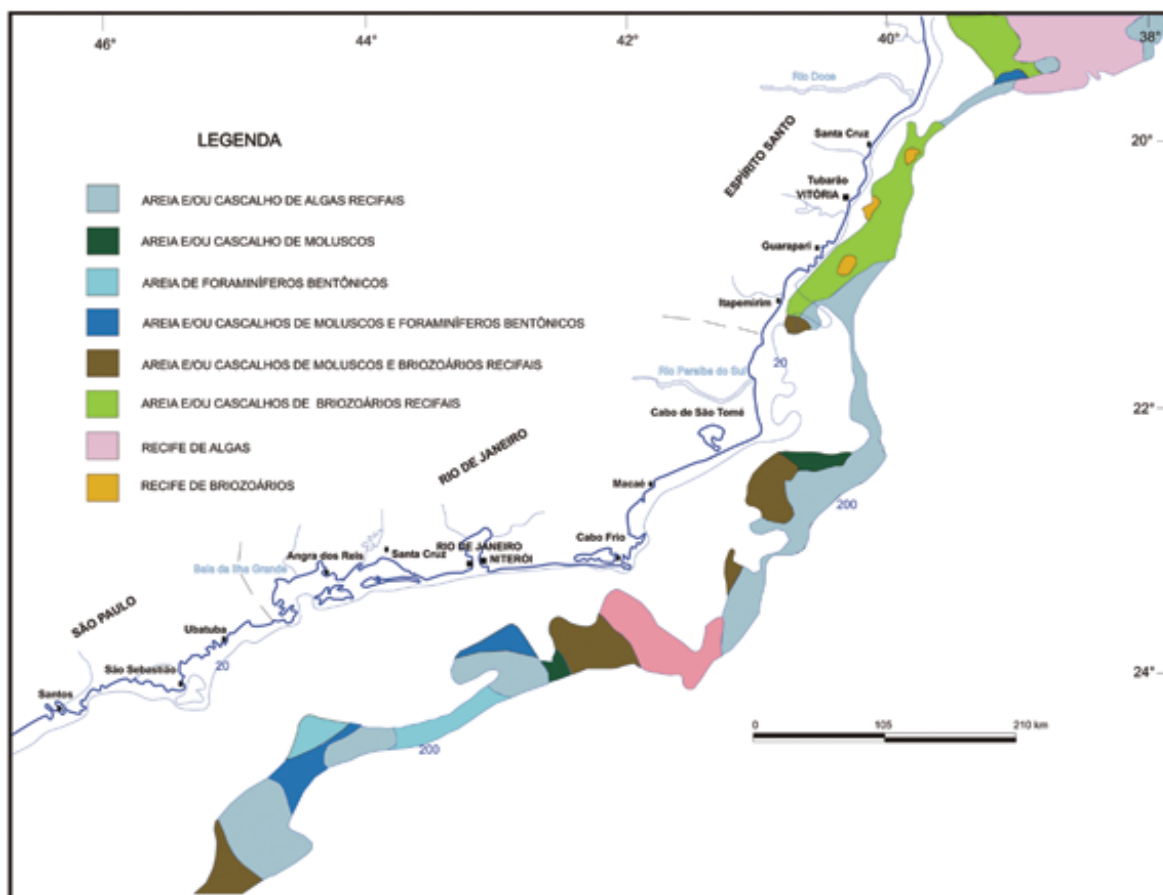 46°
44°
42°
40°
38°
Rio Doce
LEGENDA
ESPÍRITO SANTO
Santa Cruz
20°
Tubarão
VITÓRIA
AREIA E/OU CASCALHO DE ALGAS RECIFAIS
AREIA E/OU CASCALHO DE MOLUSCOS
Guarapari
AREIA DE FORAMINÍFEROS BENTÔNICOS
Itapemirim
AREIA E/OU CASCALHOS DE MOLUSCOS E FORAMINÍFEROS BENTÔNICOS
20
AREIA E/OU CASCALHOS DE MOLUSCOS E BRIOZOÁRIOS RECIFAIS
Rio Paraíba do Sul
AREIA E/OU CASCALHOS DE BRIOZOÁRIOS RECIFAIS
22°
Cabo de São Tomé
RECIFE DE ALGAS
RIO DE JANEIRO
RECIFE DE BRIOZOÁRIOS
Macaé
200
Cabo Frio
RIO DE JANEIRO
NITERÓI
Santa Cruz
Angra dos Reis
Baia da Ilha Grande
SÃO PAULO
Ubatuba
20
São Sebastião
24°
Santos
200
0 105 210 km